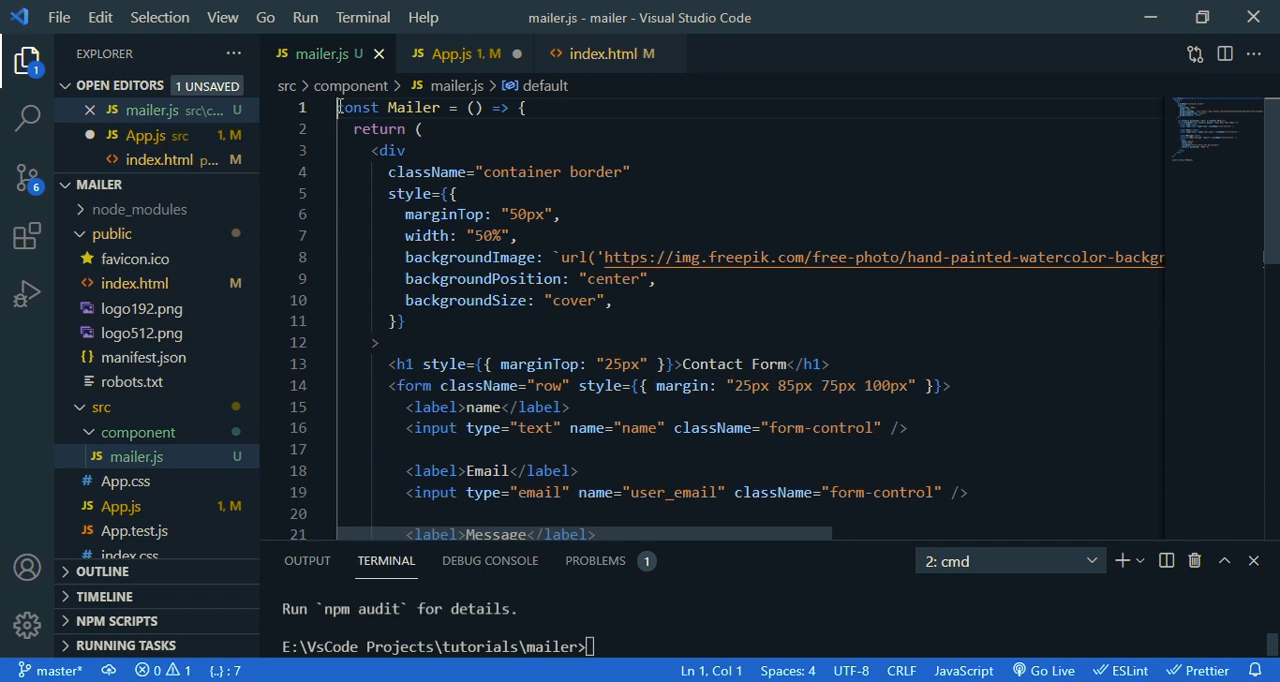 File Edit Selection View Go Run Terminal Help mailer.js - mailer - Visual Studio Code
EXPLORER ...
OPEN EDITORS 1 UNSAVED
mailer.js src\c... U
App.js src 1, M
index.html p... M
MAILER
node_modules
public
favicon.ico
index.html M
logo192.png
logo512.png
manifest.json
robots.txt
src
component
mailer.js U
App.css
App.js 1, M
App.test.js
index.css
OUTLINE
TIMELINE
NPM SCRIPTS
RUNNING TASKS
1
6
JS mailer.js U App.js 1, M index.html M
src > component > JS mailer.js > default
1 const Mailer = () => {
2 return (
3 <div
4 className="container border"
5 style={{
6 marginTop: "50px",
7 width: "50%",
8 backgroundImage: `url('https://img.freepik.com/free-photo/hand-painted-watercolor-backgr
9 backgroundPosition: "center",
10 backgroundSize: "cover",
11 }}
12 >
13 <h1 style={{ marginTop: "25px" }}>Contact Form</h1>
14 <form className="row" style={{ margin: "25px 85px 75px 100px" }}>
15 <label>name</label>
16 <input type="text" name="name" className="form-control" />
17
18 <label>Email</label>
19 <input type="email" name="user_email" className="form-control" />
20
21 <label>Message</label>
OUTPUT TERMINAL DEBUG CONSOLE PROBLEMS 1 2: cmd
Run `npm audit` for details.
E:\VsCode Projects\tutorials\mailer>
master* 0 1 {..} : 7 Ln 1, Col 1 Spaces: 4 UTF-8 CRLF JavaScript Go Live ESLint Prettier